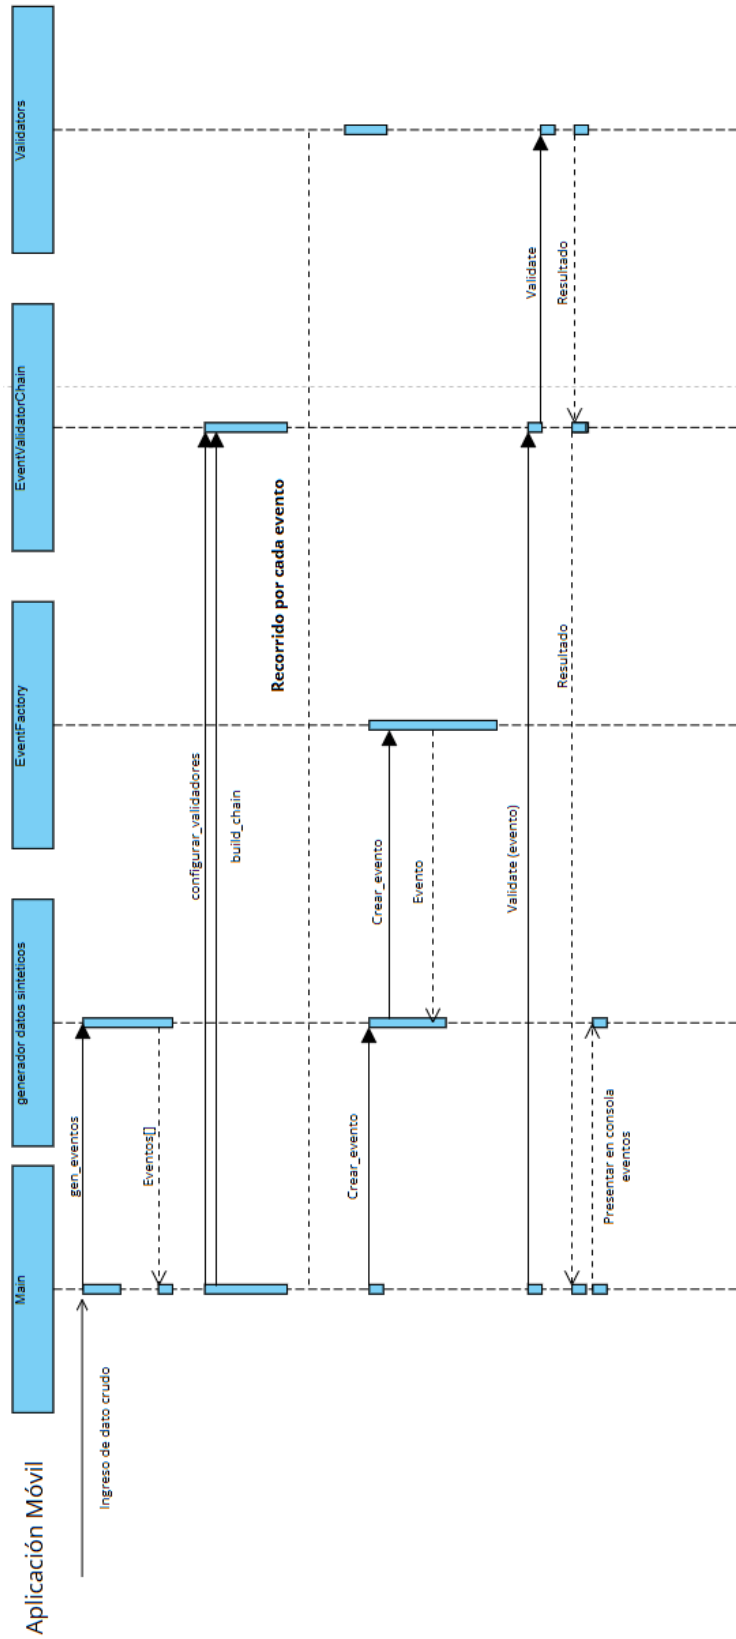 Aplicación Móvil
Main
generador datos sinteticos
EventFactory
EventValidatorChain
Validators
Ingreso de dato crudo
gen_eventos
Eventos[]
configurar_validadores
build_chain
Recorrido por cada evento
Crear_evento
Crear_evento
Evento
Validate (evento)
Validate
Resultado
Resultado
Presentar en consola
eventos